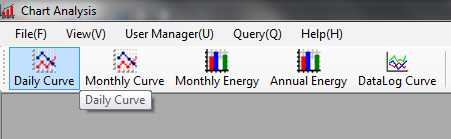 Chart Analysis
File(F) View(V) User Manager(U) Query(Q) Help(H)
Daily Curve Monthly Curve Monthly Energy Annual Energy DataLog Curve
Daily Curve